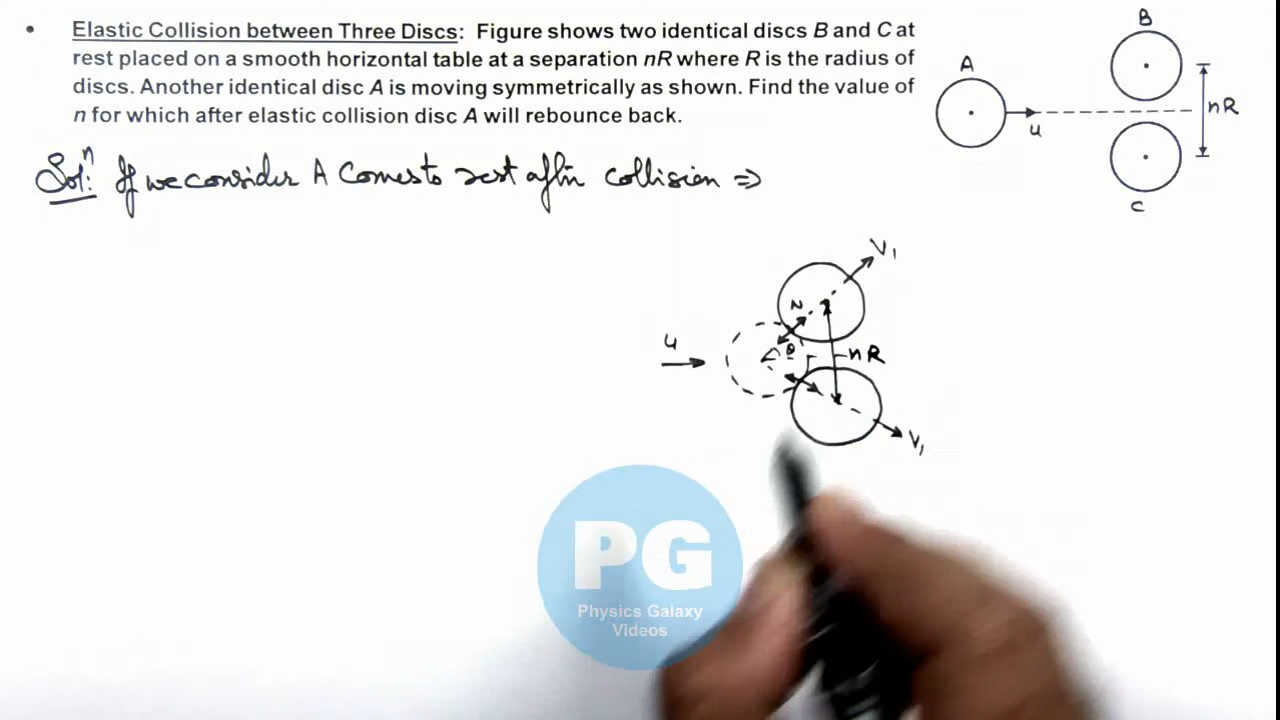 • Elastic Collision between Three Discs: Figure shows two identical discs B and C at
rest placed on a smooth horizontal table at a separation nR where R is the radius of
discs. Another identical disc A is moving symmetrically as shown. Find the value of
n for which after elastic collision disc A will rebounce back.
B
A
nR
u
C
Solⁿ: If we consider A Comes to rest after collision ⇒
V₁
N
u
θ
nR
V₁
PG
Physics Galaxy
Videos